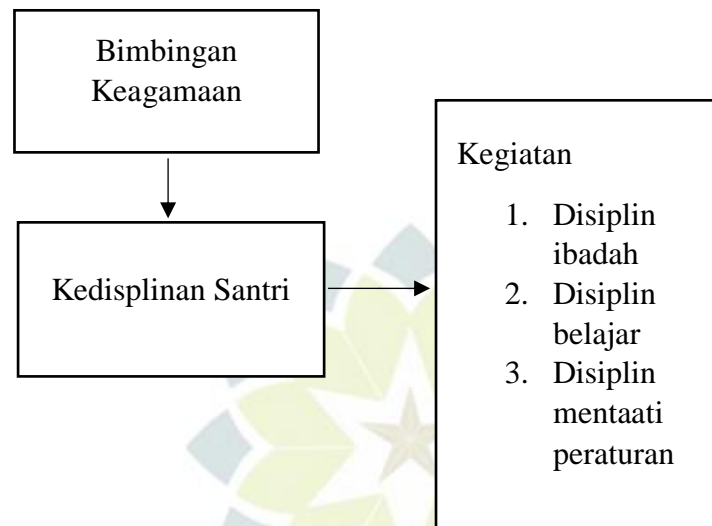 Bimbingan
Keagamaan
Kedisplinan Santri
Kegiatan
1. Disiplin
ibadah
2. Disiplin
belajar
3. Disiplin
mentaati
peraturan